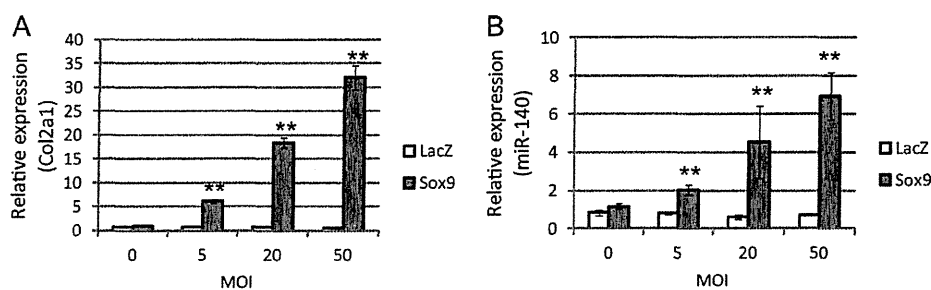 A
Relative expression
(Col2a1)
40
35
30
25
20
15
10
5
0
**
**
**
0
5
20
50
MOI
LacZ
Sox9
B
Relative expression
(miR-140)
10
8
6
4
2
0
**
**
**
0
5
20
50
MOI
LacZ
Sox9